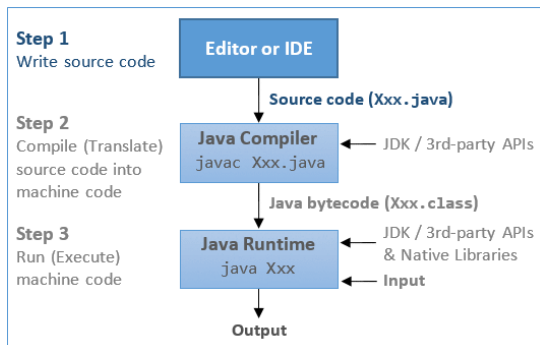 Step 1
Write source code
Editor or IDE
Source code (Xxx.java)
Step 2
Compile (Translate)
source code into
machine code
Java Compiler
javac Xxx.java
JDK / 3rd-party APIs
Java bytecode (Xxx.class)
Step 3
Run (Execute)
machine code
Java Runtime
java Xxx
JDK / 3rd-party APIs
& Native Libraries
Input
Output